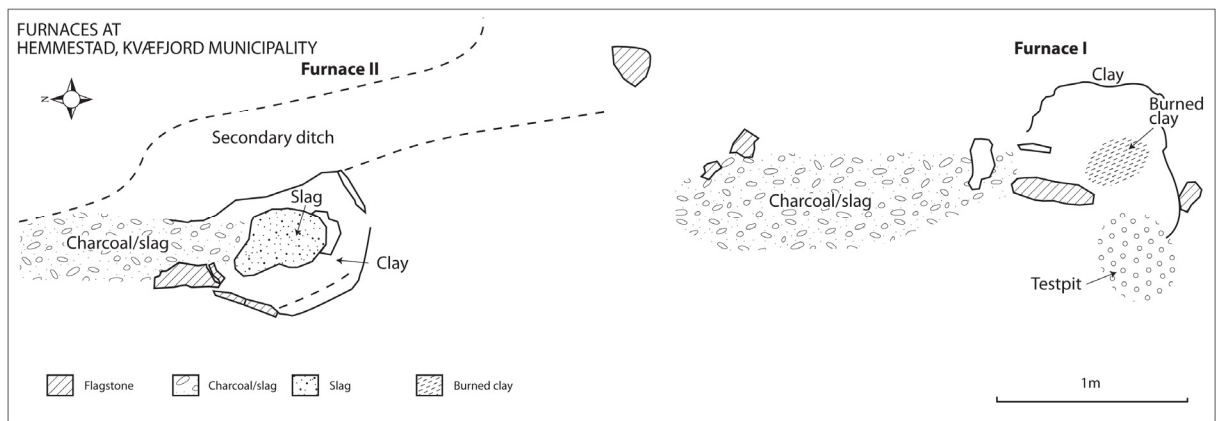 FURNACES AT
HEMMESTAD, KVÆFJORD MUNICIPALITY
Furnace II
N
Secondary ditch
Slag
Charcoal/slag
Clay
Furnace I
Clay
Burned
clay
Charcoal/slag
Testpit
Flagstone
Charcoal/slag
Slag
Burned clay
1m